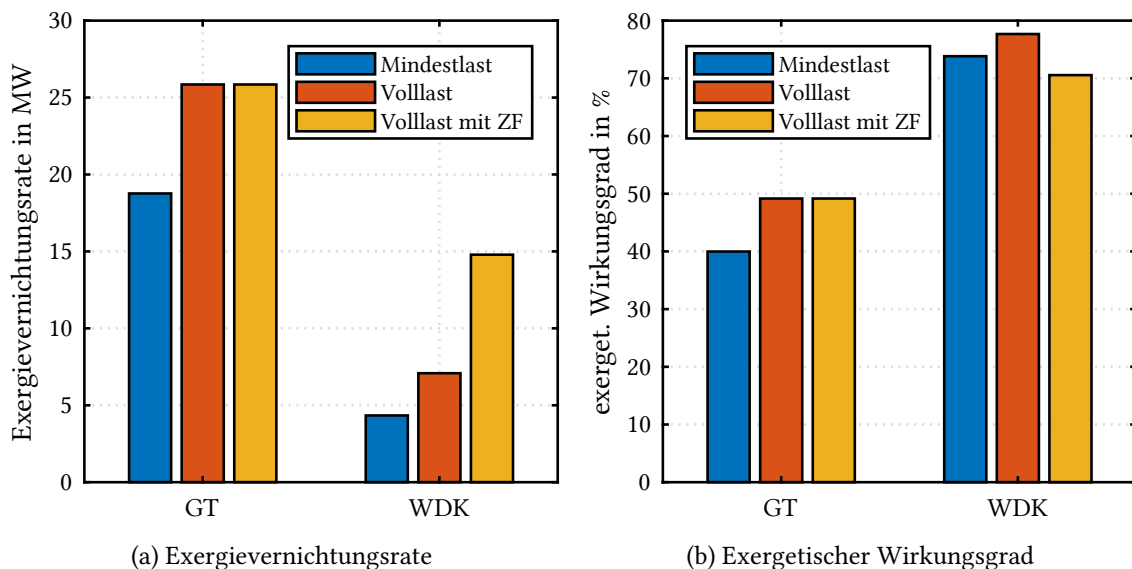 Exergievernichtungsrate in MW
30
25
20
15
10
5
0
Mindestlast
Volllast
Volllast mit ZF
GT
WDK
(a) Exergievernichtungsrate
exerget. Wirkungsgrad in %
80
70
60
50
40
30
20
10
0
Mindestlast
Volllast
Volllast mit ZF
GT
WDK
(b) Exergetischer Wirkungsgrad